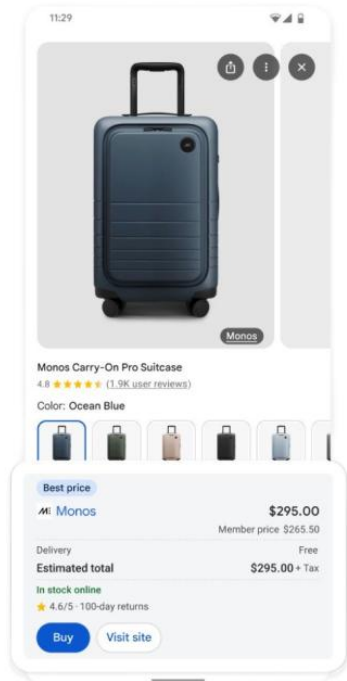 11:29
Monos
Monos Carry-On Pro Suitcase
4.8 (1.9K user reviews)
Color: Ocean Blue
Best price
M Monos $295.00
Member price $265.50
Delivery Free
Estimated total $295.00 + Tax
In stock online
4.6/5 · 100-day returns
Buy Visit site